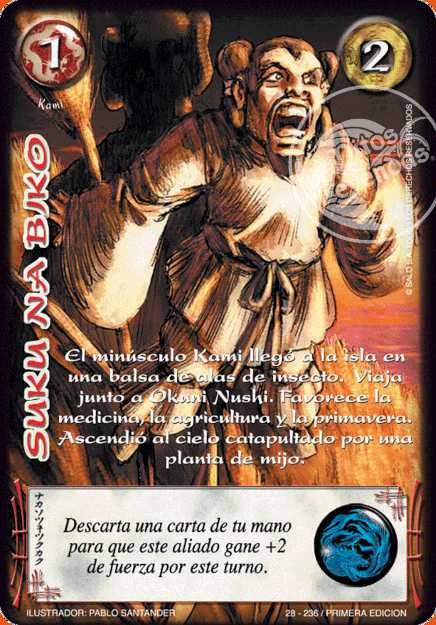 1
2
Kami
SUKU NA BIKO
El minúsculo Kami llegó a la isla en
una balsa de alas de insecto. Viaja
junto a Okuni Nushi. Favorece la
medicina, la agricultura y la primavera.
Ascendió al cielo catapultado por una
planta de mijo.
Descarta una carta de tu mano
para que este aliado gane +2
de fuerza por este turno.
ILUSTRADOR: PABLO SANTANDER
28 - 236 / PRIMERA EDICION